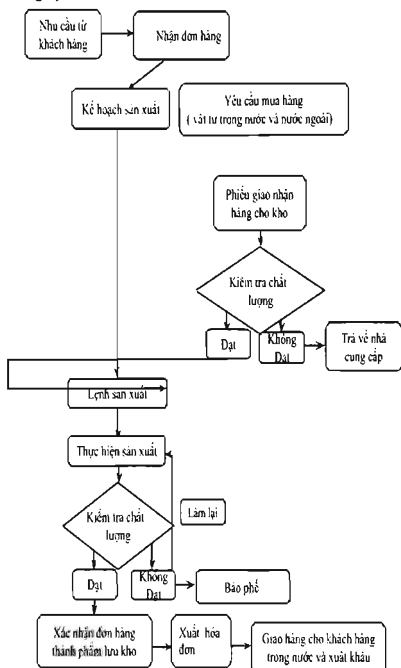 Nhu cầu từ
khách hàng
Nhận đơn hàng
Kế hoạch sản xuất
Yêu cầu mua hàng
( vật tư trong nước và nước ngoài)
Phiếu giao nhận
hàng cho kho
Kiểm tra chất
lượng
Đạt
Không
Đạt
Trả về nhà
cung cấp
Lệnh sản xuất
Thực hiện sản xuất
Kiểm tra chất
lượng
Làm lại
Đạt
Không
Đạt
Báo phế
Xác nhận đơn hàng
thành phẩm lưu kho
Xuất hóa
đơn
Giao hàng cho khách hàng
trong nước và xuất khẩu